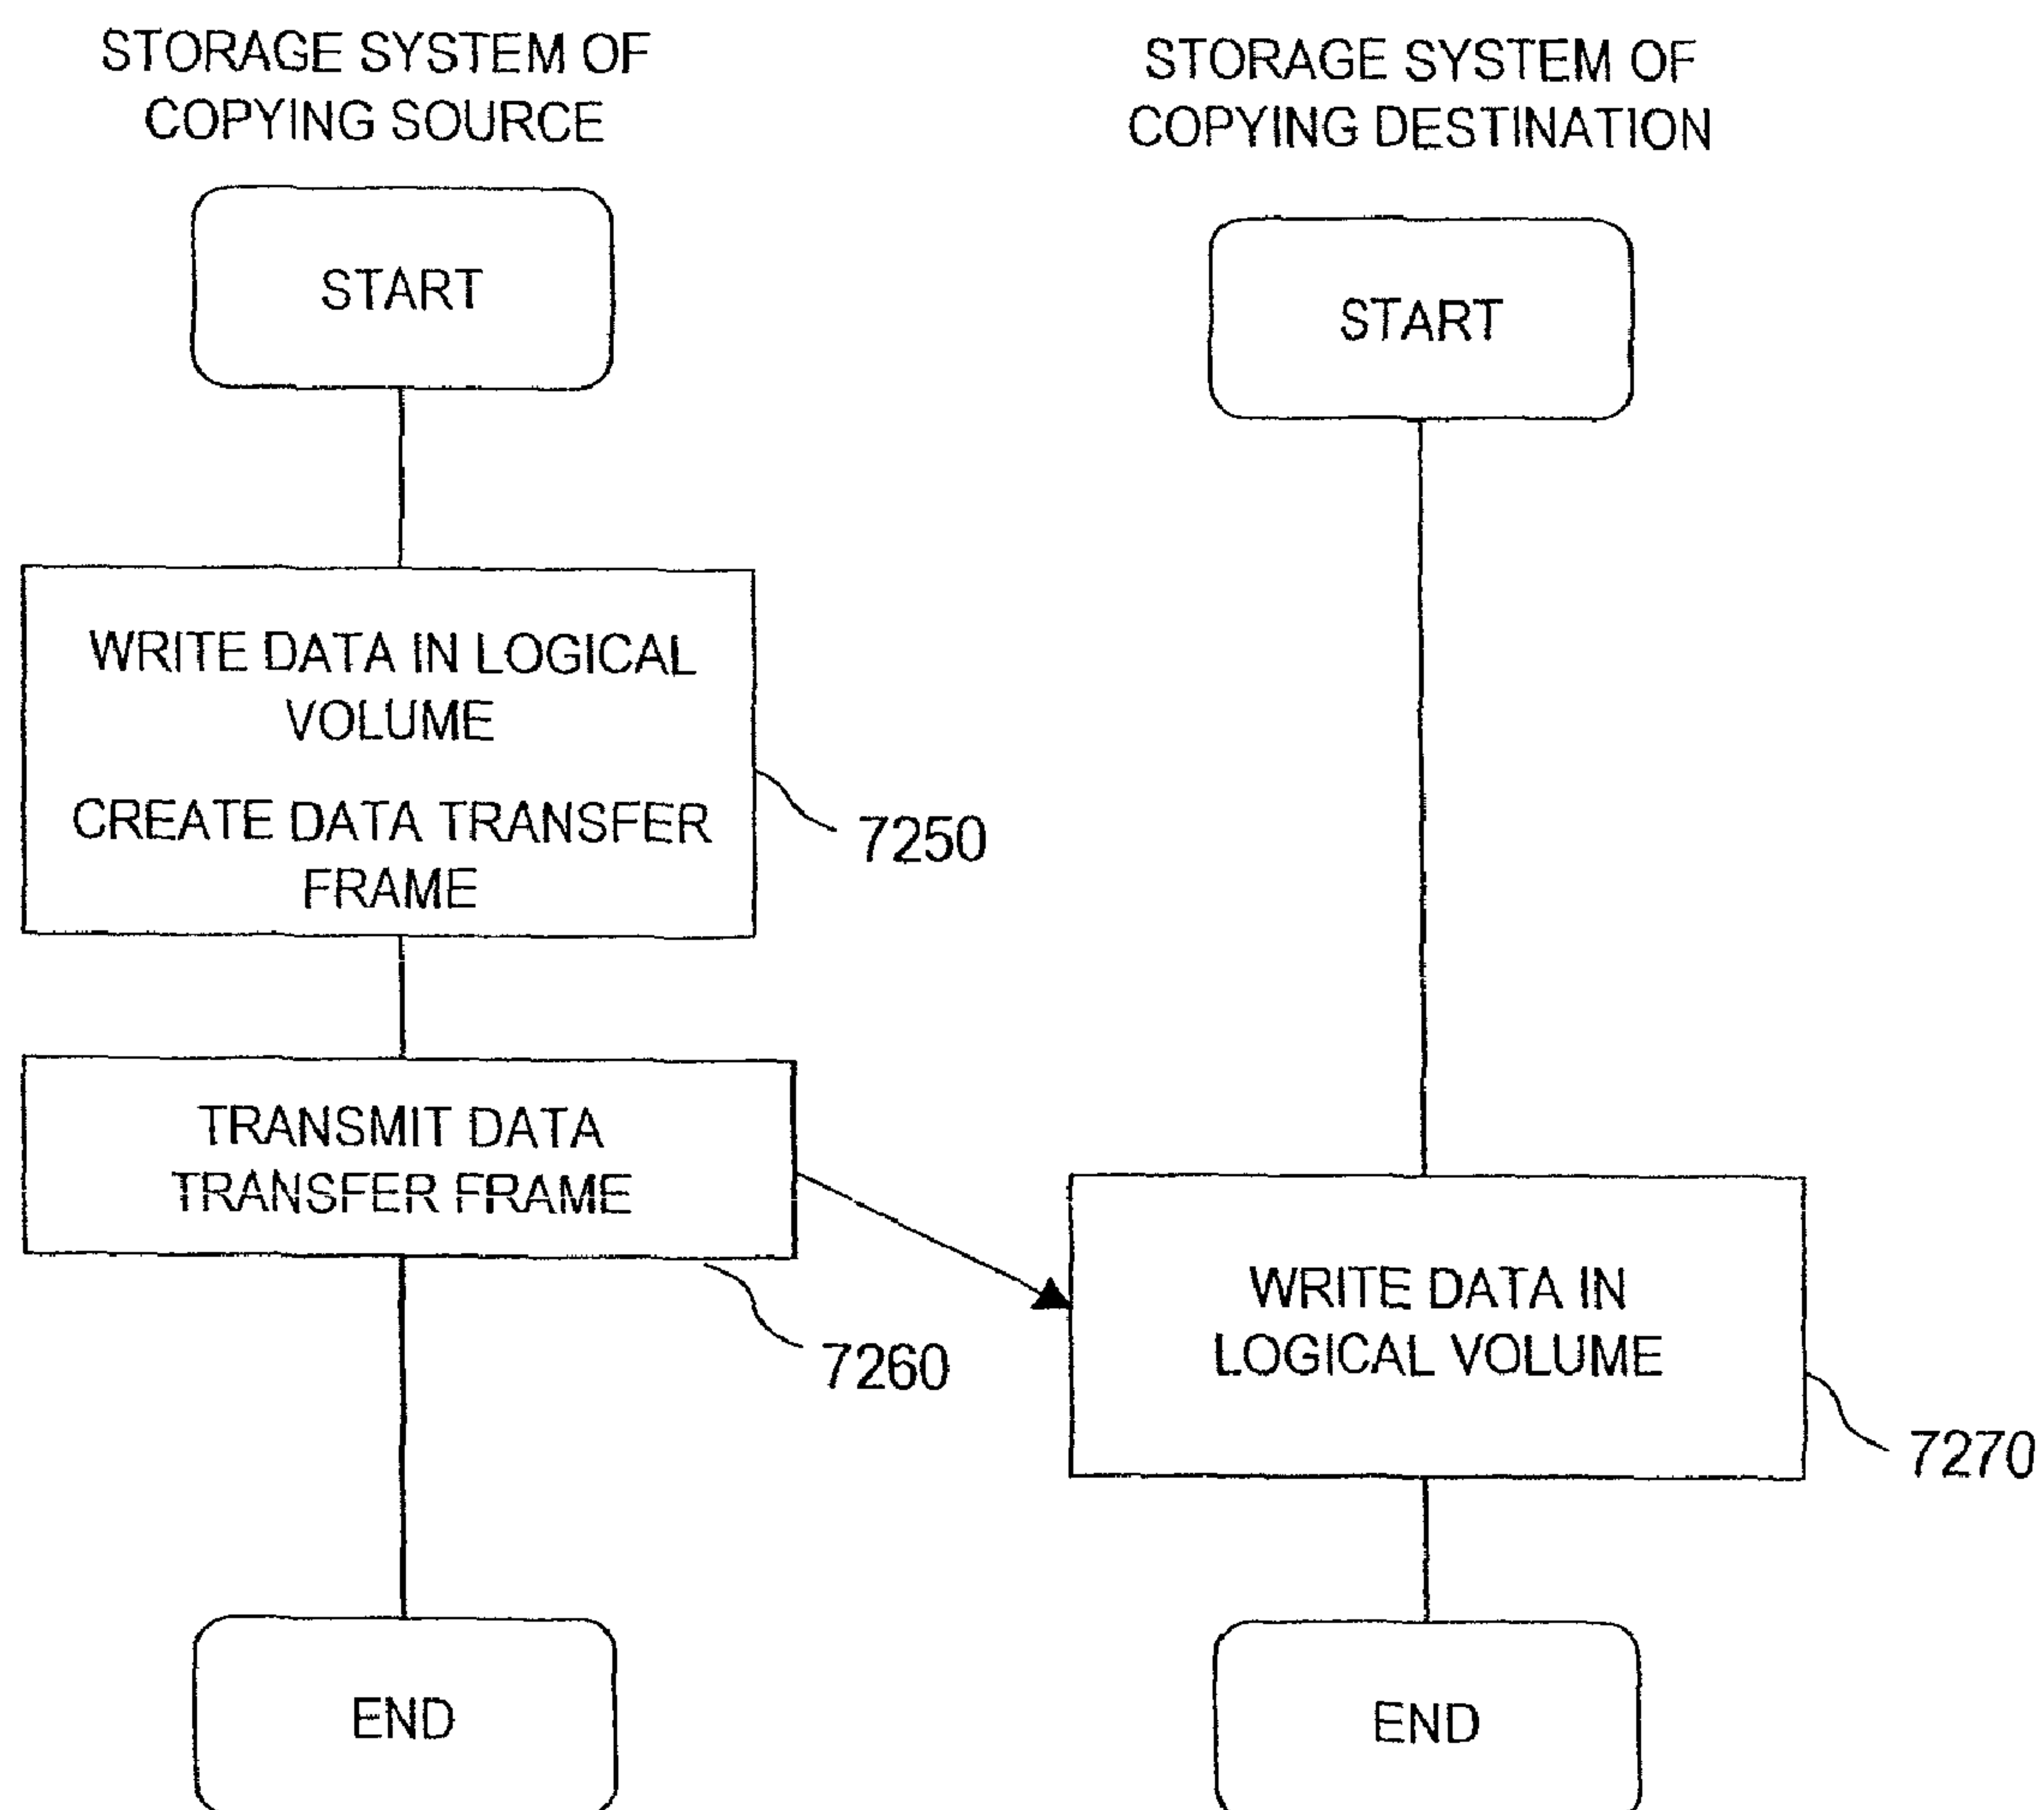 STORAGE SYSTEM OF
COPYING SOURCE
START
WRITE DATA IN LOGICAL
VOLUME
CREATE DATA TRANSFER
FRAME
7250
TRANSMIT DATA
TRANSFER FRAME
7260
END
STORAGE SYSTEM OF
COPYING DESTINATION
START
WRITE DATA IN
LOGICAL VOLUME
7270
END